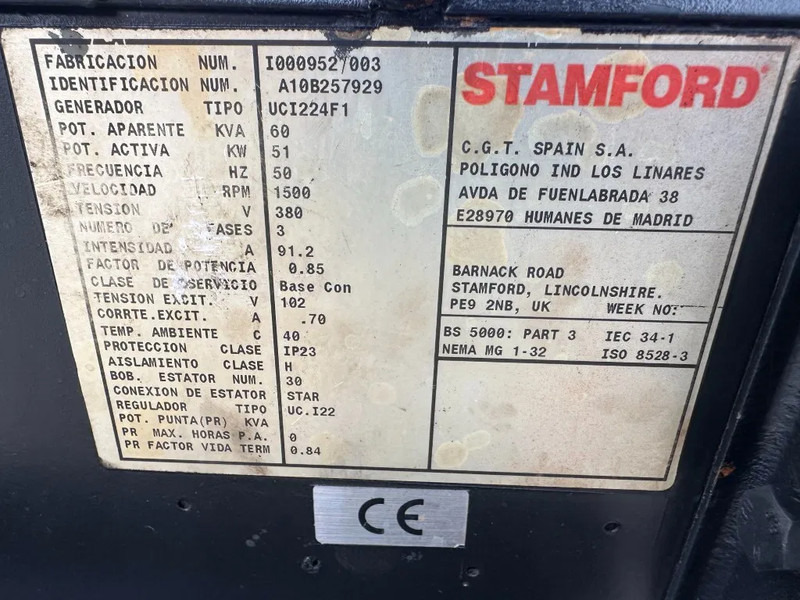 FABRICACION NUM. I000952/003
IDENTIFICACION NUM. A10B257929
GENERADOR TIPO UCI224F1
POT. APARENTE KVA 60
POT. ACTIVA KW 51
FRECUENCIA HZ 50
VELOCIDAD RPM 1500
TENSION V 380
NUMERO DE FASES 3
INTENSIDAD A 91.2
FACTOR DE POTENCIA 0.85
CLASE DE SERVICIO Base Con
TENSION EXCIT. V 102
CORRTE.EXCIT. A .70
TEMP. AMBIENTE C 40
PROTECCION CLASE IP23
AISLAMIENTO CLASE H
BOB. ESTATOR NUM. 30
CONEXION DE ESTATOR STAR
REGULADOR TIPO UC.I22
POT. PUNTA(PR) KVA
PR MAX. HORAS P.A. 0
PR FACTOR VIDA TERM 0.84
STAMFORD
C.G.T. SPAIN S.A.
POLIGONO IND LOS LINARES
AVDA DE FUENLABRADA 38
E28970 HUMANES DE MADRID
BARNACK ROAD
STAMFORD, LINCOLNSHIRE.
PE9 2NB, UK WEEK NO:
BS 5000: PART 3 IEC 34-1
NEMA MG 1-32 ISO 8528-3
CE